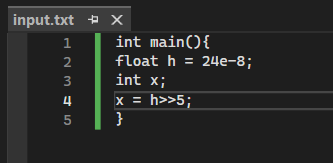 input.txt
1 int main(){
2 float h = 24e-8;
3 int x;
4 x = h>>5;
5 }